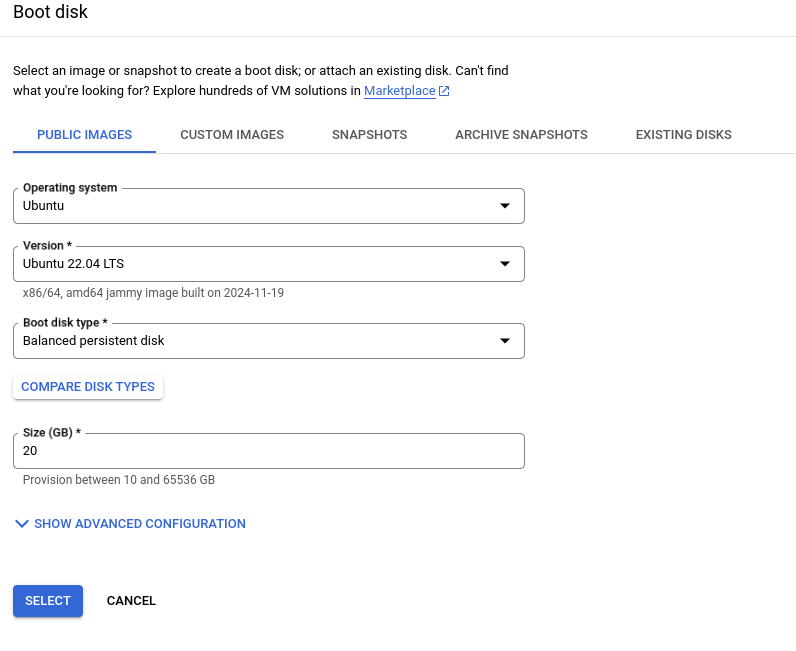 Boot disk
Select an image or snapshot to create a boot disk; or attach an existing disk. Can't find
what you're looking for? Explore hundreds of VM solutions in Marketplace
PUBLIC IMAGES CUSTOM IMAGES SNAPSHOTS ARCHIVE SNAPSHOTS EXISTING DISKS
Operating system
Ubuntu
Version *
Ubuntu 22.04 LTS
x86/64, amd64 jammy image built on 2024-11-19
Boot disk type *
Balanced persistent disk
COMPARE DISK TYPES
Size (GB) *
20
Provision between 10 and 65536 GB
SHOW ADVANCED CONFIGURATION
SELECT CANCEL